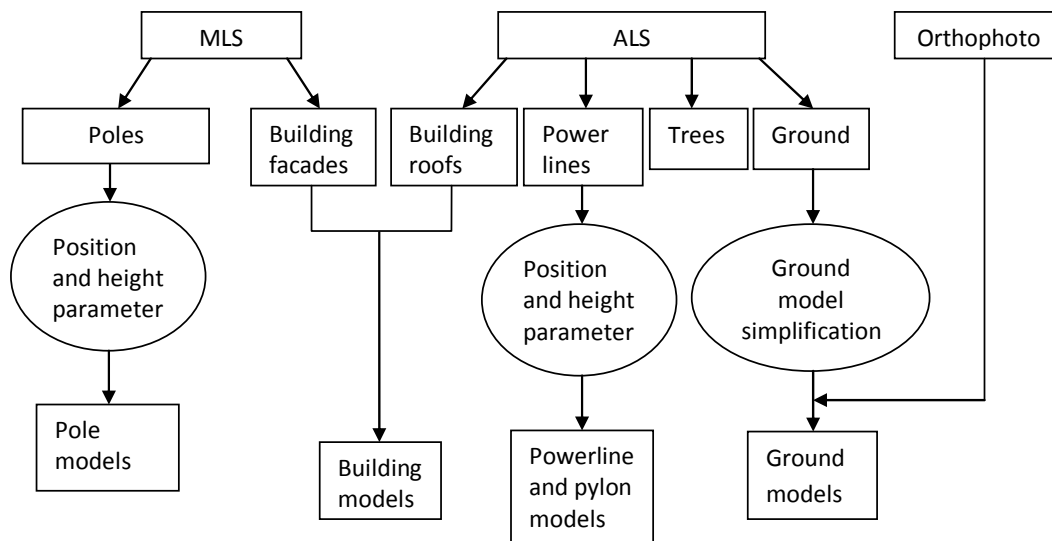 MLS
ALS
Orthophoto
Poles
Building
facades
Building
roofs
Power
lines
Trees
Ground
Position
and height
parameter
Position
and height
parameter
Ground
model
simplification
Pole
models
Building
models
Powerline
and pylon
models
Ground
models